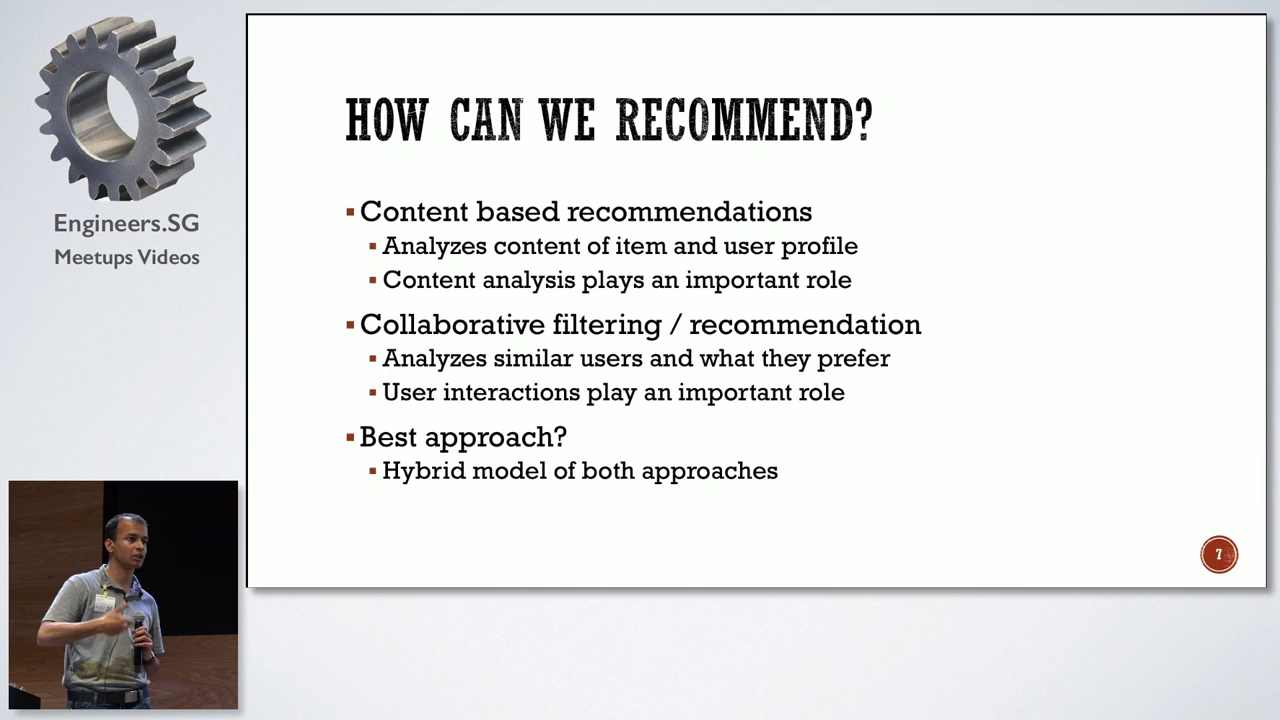 Engineers.SG
Meetups Videos
HOW CAN WE RECOMMEND?
▪ Content based recommendations
▪ Analyzes content of item and user profile
▪ Content analysis plays an important role
▪ Collaborative filtering / recommendation
▪ Analyzes similar users and what they prefer
▪ User interactions play an important role
▪ Best approach?
▪ Hybrid model of both approaches
7